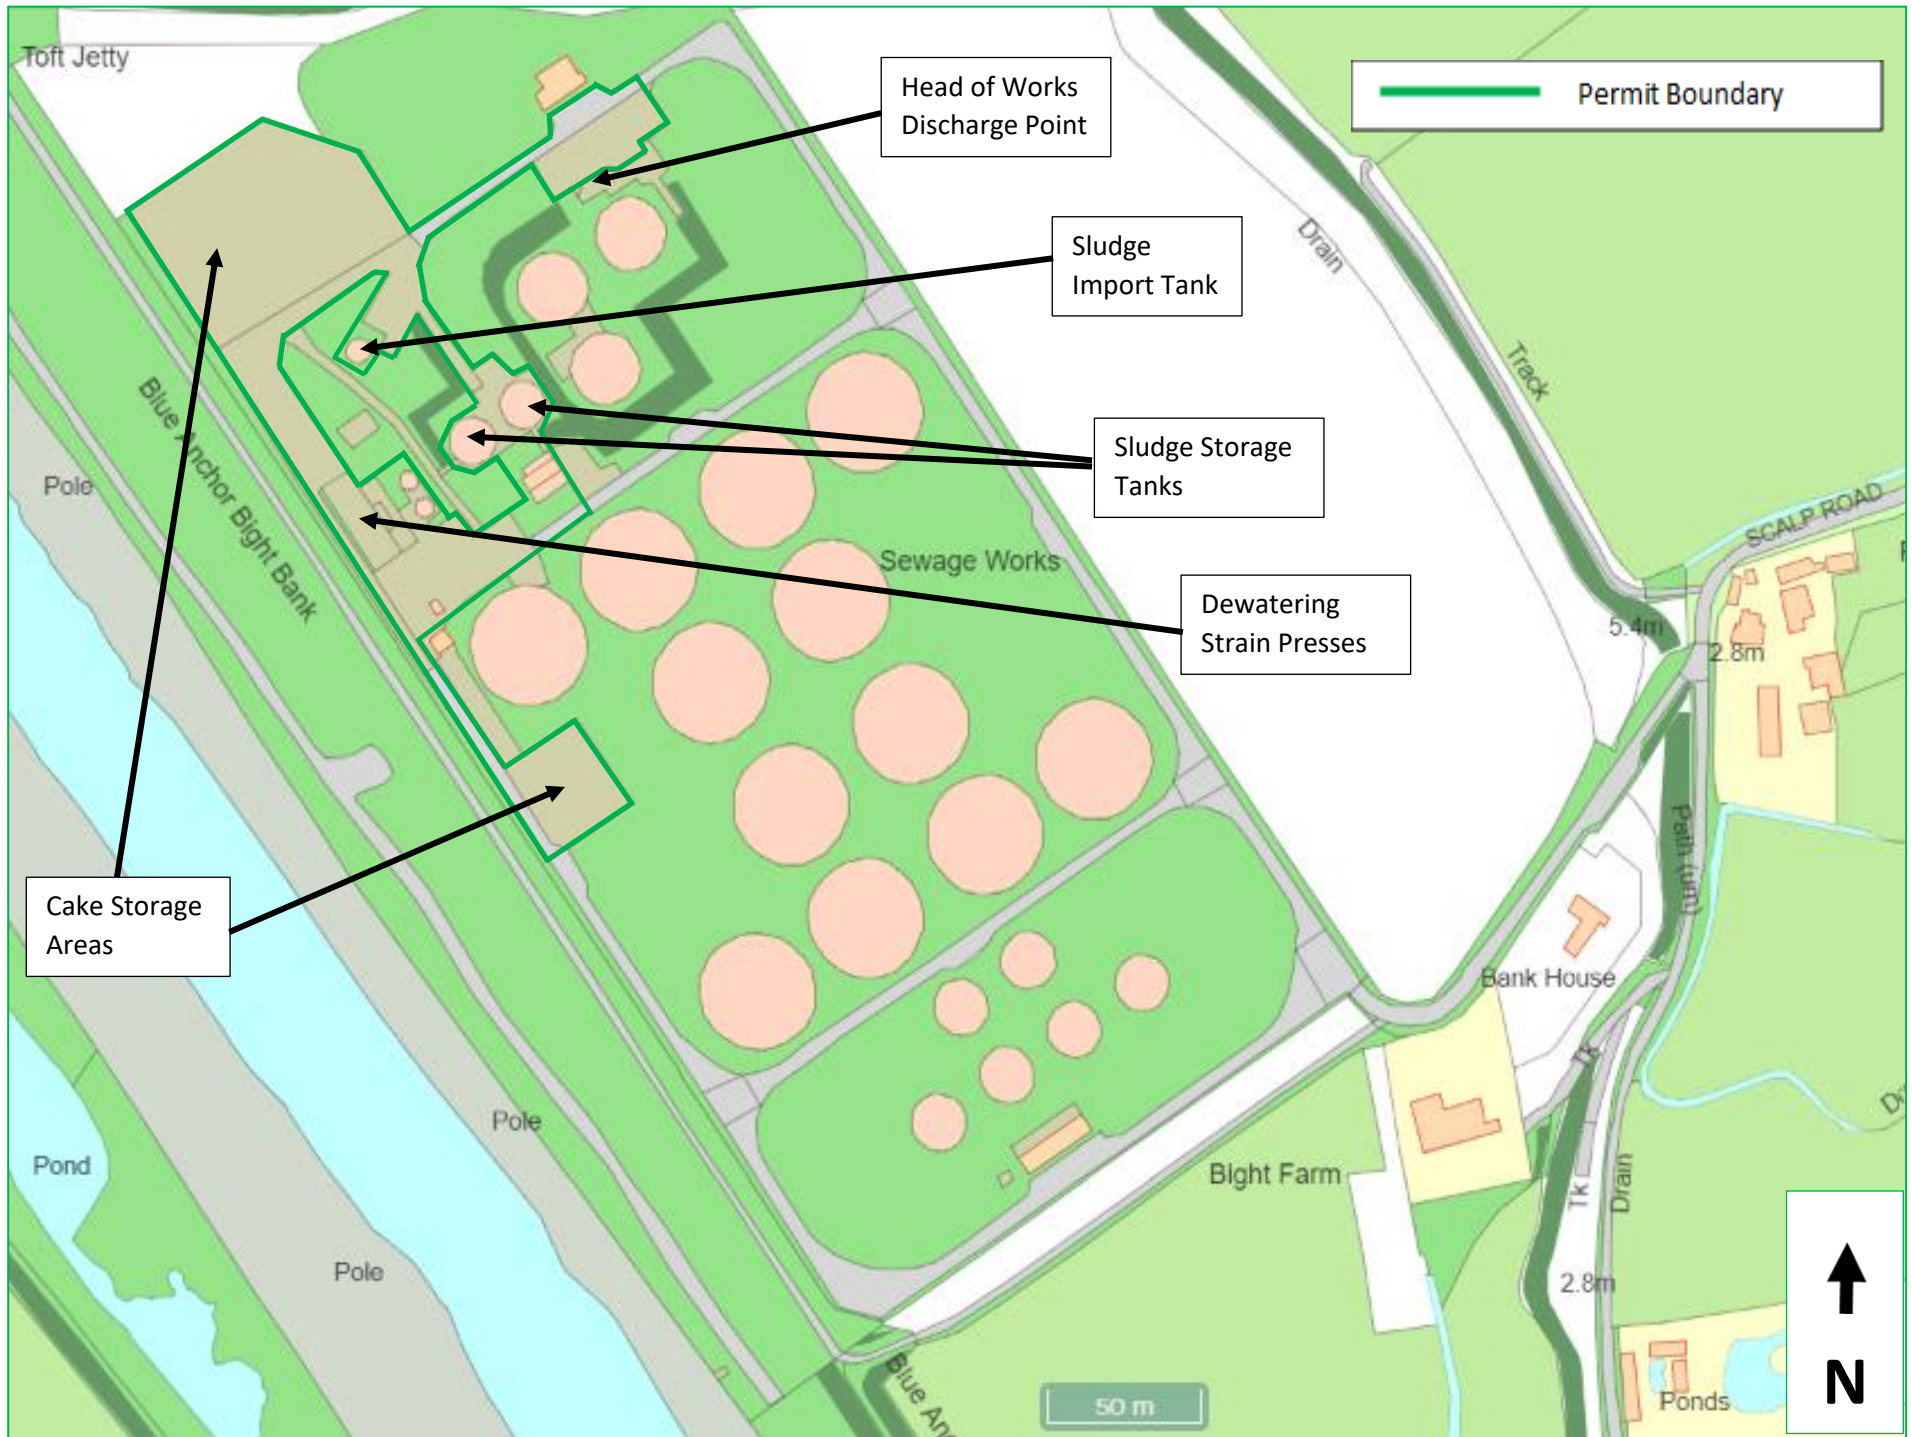 Toft Jetty
Head of Works
Discharge Point
Permit Boundary
Sludge
Import Tank
Drain
Track
Blue Anchor Bight Bank
Pole
Sludge Storage
Tanks
SCALP ROAD
Sewage Works
Dewatering
Strain Presses
5.4m
2.8m
Path (um)
Cake Storage
Areas
Bank House
Tk
Pole
Pond
Bight Farm
Tk
Drain
Pole
2.8m
50 m
Blue
Ponds
N